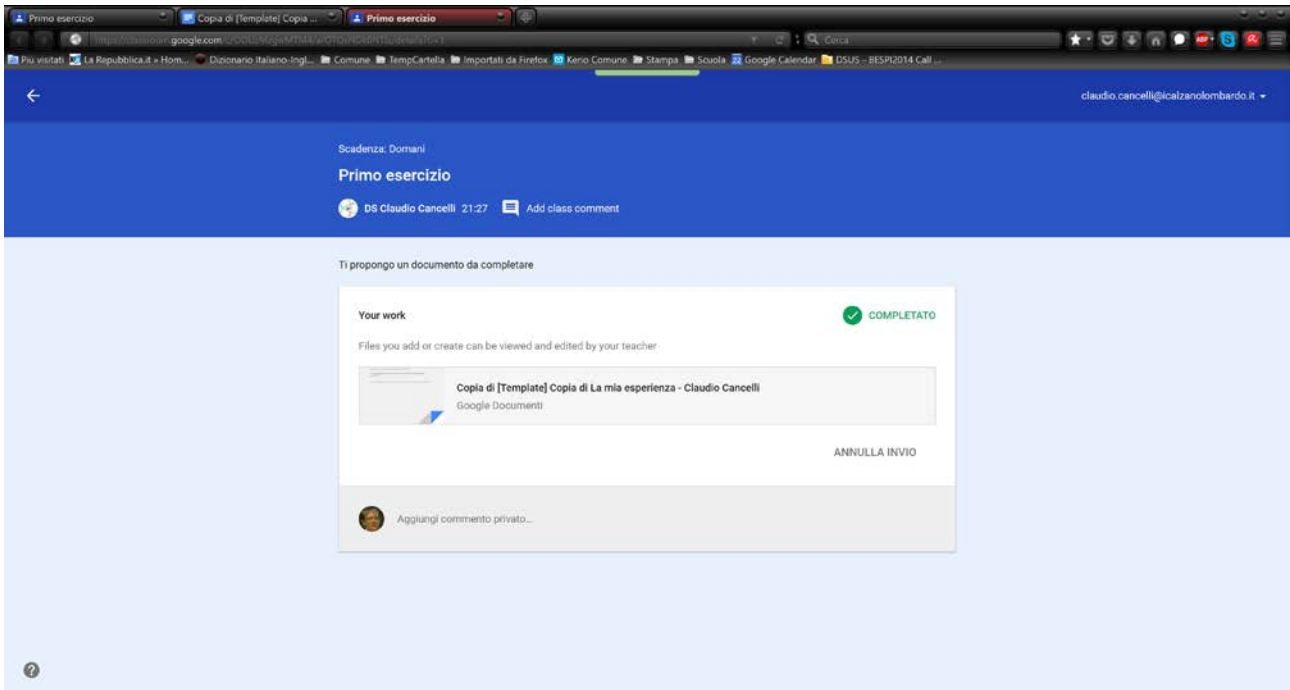 Primo esercizio
Copia di [Template] Copia ...
Primo esercizio
google.com
Cerca
Più visitati La Repubblica.it » Hom... Dizionario Italiano-Ingl... Comune TempCartella Importati da Firefox Kerio Comune Stampa Scuola 22 Google Calendar DSUS - BESPI2014 Call ...
claudio.cancelli@icalzanolombardo.it
Scadenza: Domani
Primo esercizio
DS Claudio Cancelli 21:27 Add class comment
Ti propongo un documento da completare
Your work COMPLETATO
Files you add or create can be viewed and edited by your teacher
Copia di [Template] Copia di La mia esperienza - Claudio Cancelli
Google Documenti
ANNULLA INVIO
Aggiungi commento privato...